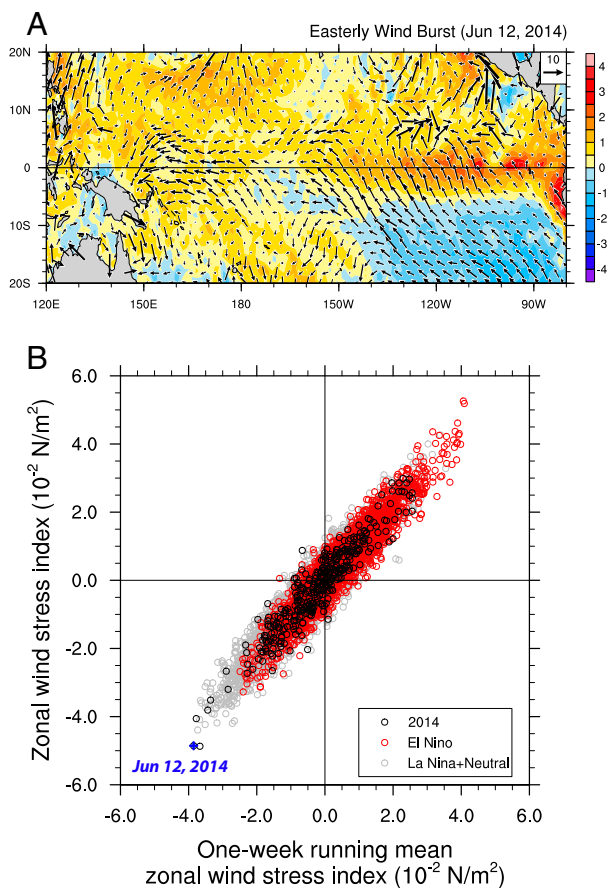 A
Easterly Wind Burst (Jun 12, 2014)
20N
10N
0
10S
20S
120E
150E
180
150W
120W
90W
10
4
3
2
1
0
-1
-2
-3
-4
B
6.0
4.0
2.0
0.0
-2.0
-4.0
-6.0
Zonal wind stress index (10⁻² N/m²)
Jun 12, 2014
2014
El Nino
La Nina+Neutral
-6.0
-4.0
-2.0
0.0
2.0
4.0
6.0
One-week running mean
zonal wind stress index (10⁻² N/m²)